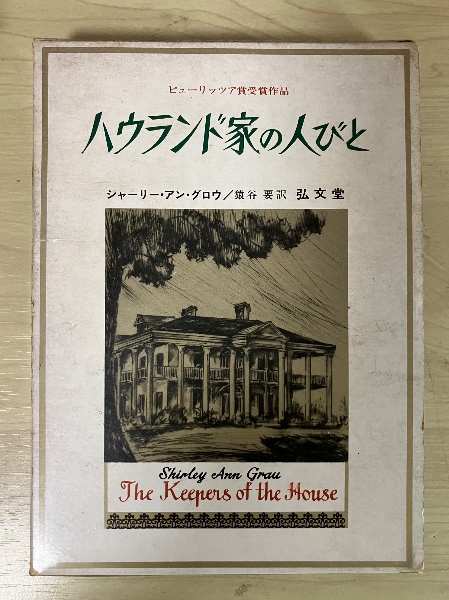 ピューリッツア賞受賞作品
ハウランド家の人びと
シャーリー・アン・グロウ/猿谷 要訳 弘文堂
Shirley Ann Grau
The Keepers of the House